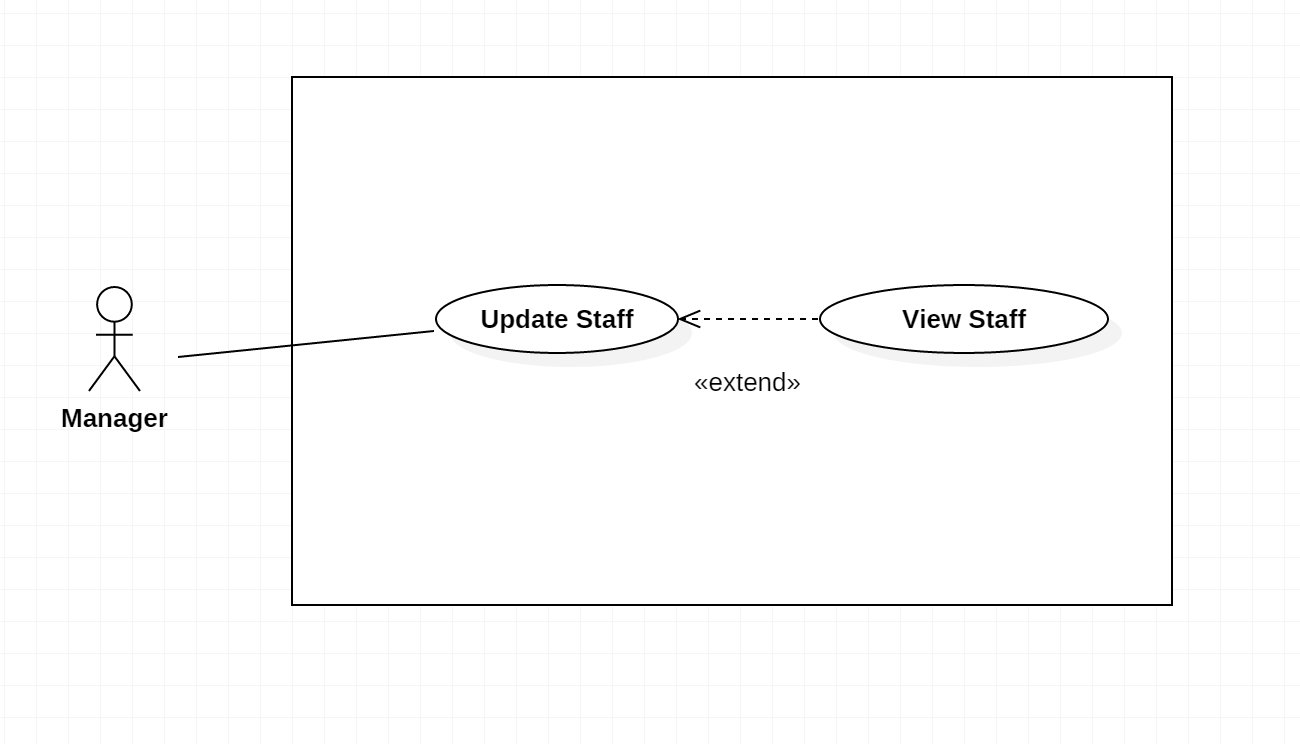 Update Staff
View Staff
«extend»
Manager